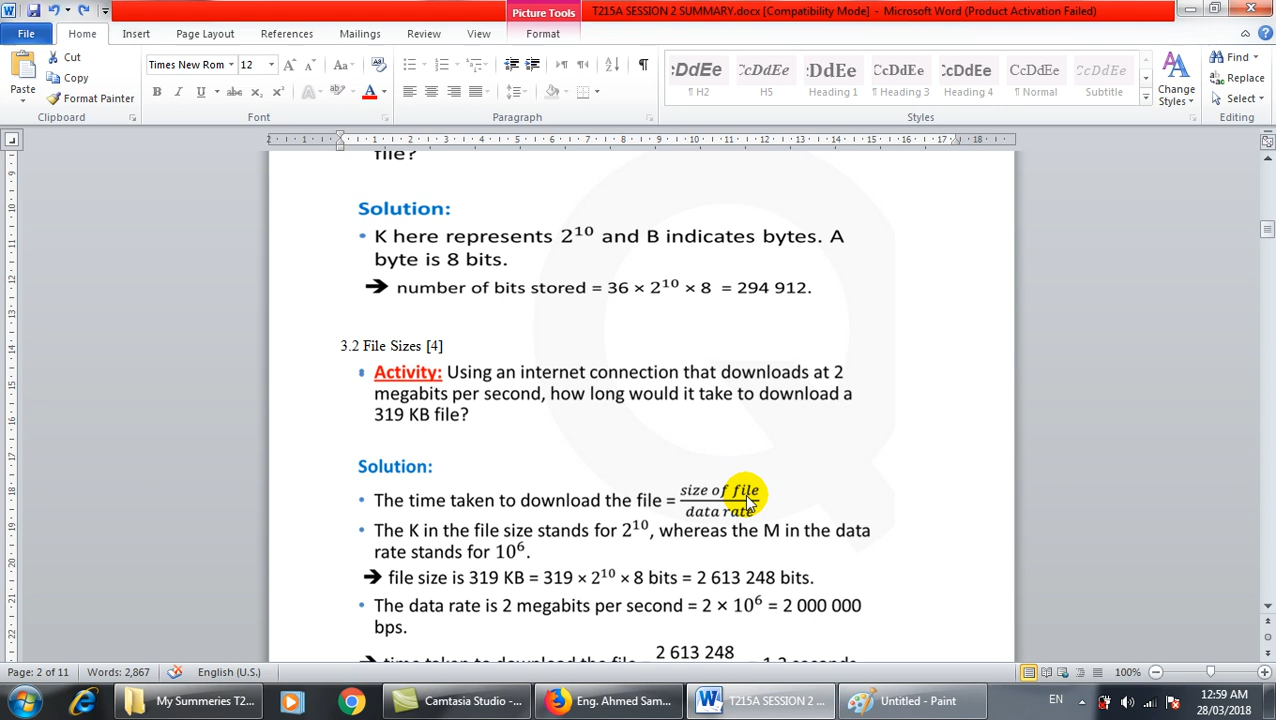 T215A SESSION 2 SUMMARY.docx [Compatibility Mode] - Microsoft Word (Product Activation Failed)
Picture Tools
File Home Insert Page Layout References Mailings Review View Format
Paste
Cut
Copy
Format Painter
Clipboard
Times New Rom 12
Font
Paragraph
AaBbCcDdEe
¶ H2 H5 Heading 1 ¶ Heading 3 ¶ Heading 4 ¶ Normal Subtitle
Change Styles
Styles
Find
Replace
Select
Editing
file?
Solution:
• K here represents 2¹⁰ and B indicates bytes. A
byte is 8 bits.
➔ number of bits stored = 36 × 2¹⁰ × 8 = 294 912.
3.2 File Sizes [4]
• Activity: Using an internet connection that downloads at 2
megabits per second, how long would it take to download a
319 KB file?
Solution:
• The time taken to download the file = size of file / data rate
• The K in the file size stands for 2¹⁰, whereas the M in the data
rate stands for 10⁶.
➔ file size is 319 KB = 319 × 2¹⁰ × 8 bits = 2 613 248 bits.
• The data rate is 2 megabits per second = 2 × 10⁶ = 2 000 000
bps.
➔ time taken to download the file = 2 613 248 = 1.3 seconds
Page: 2 of 11 Words: 2,867 English (U.S.) 100%
My Summeries T2... Camtasia Studio -... Eng. Ahmed Sam... T215A SESSION 2 ... Untitled - Paint EN 12:59 AM
28/03/2018